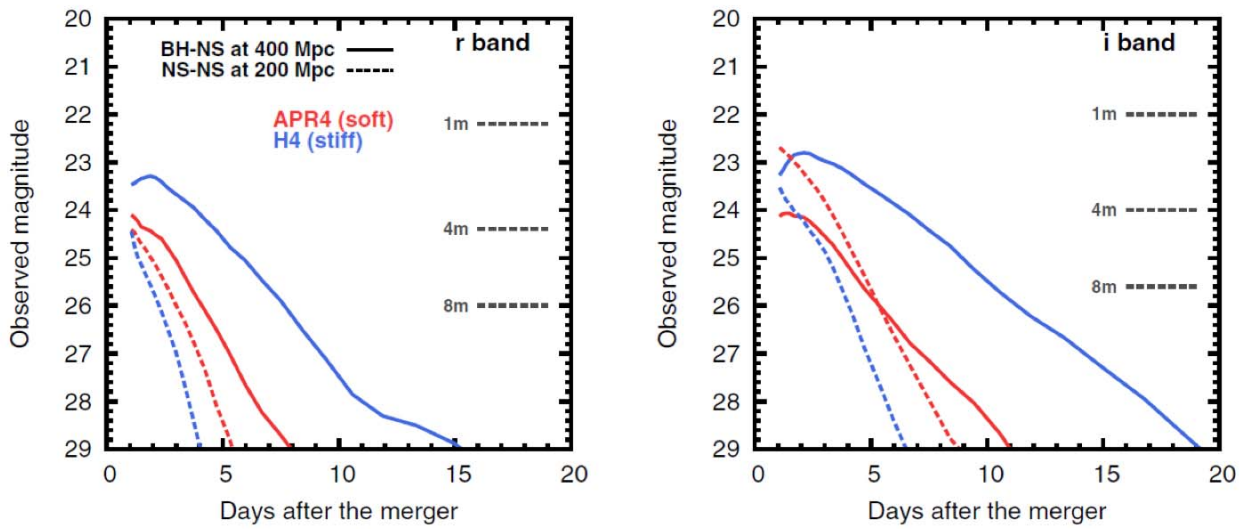 20
21
22
23
24
25
26
27
28
29
Observed magnitude
BH-NS at 400 Mpc
NS-NS at 200 Mpc
r band
APR4 (soft)
H4 (stiff)
1m
4m
8m
0 5 10 15 20
Days after the merger
20
21
22
23
24
25
26
27
28
29
Observed magnitude
i band
1m
4m
8m
0 5 10 15 20
Days after the merger